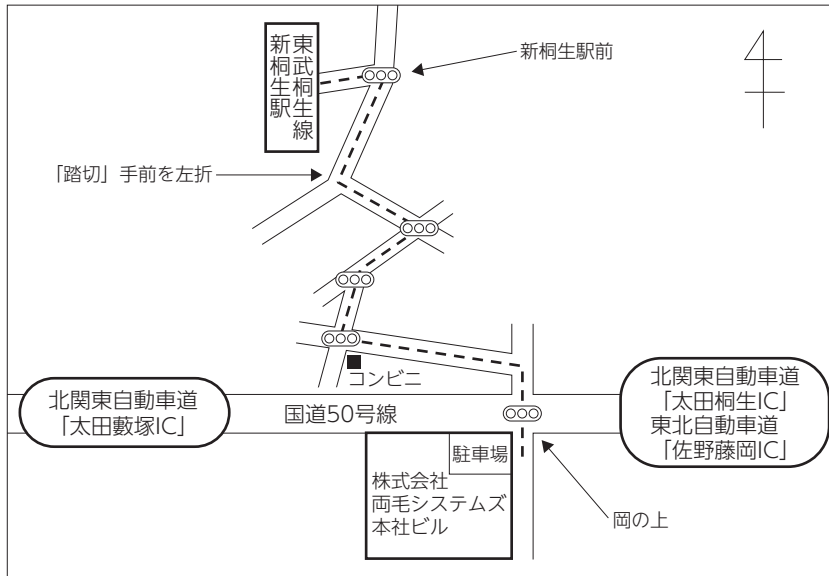 東武桐生線
新桐生駅
新桐生駅前
「踏切」手前を左折
コンビニ
北関東自動車道
「太田藪塚IC」
国道50号線
北関東自動車道
「太田桐生IC」
東北自動車道
「佐野藤岡IC」
駐車場
株式会社
両毛システムズ
本社ビル
岡の上